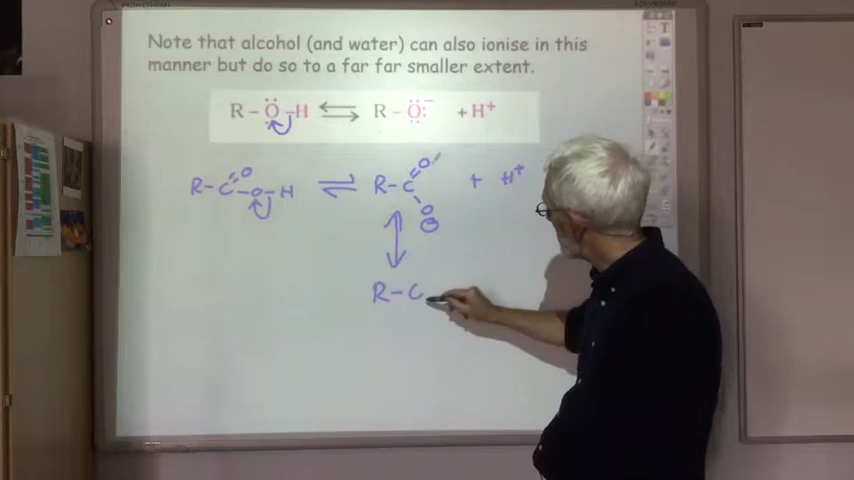 Note that alcohol (and water) can also ionise in this
manner but do so to a far far smaller extent.
R - O - H ⇌ R - O:⁻ + H⁺
R - C = O - O - H ⇌ R - C = O - O ⊖ + H⁺
R - C